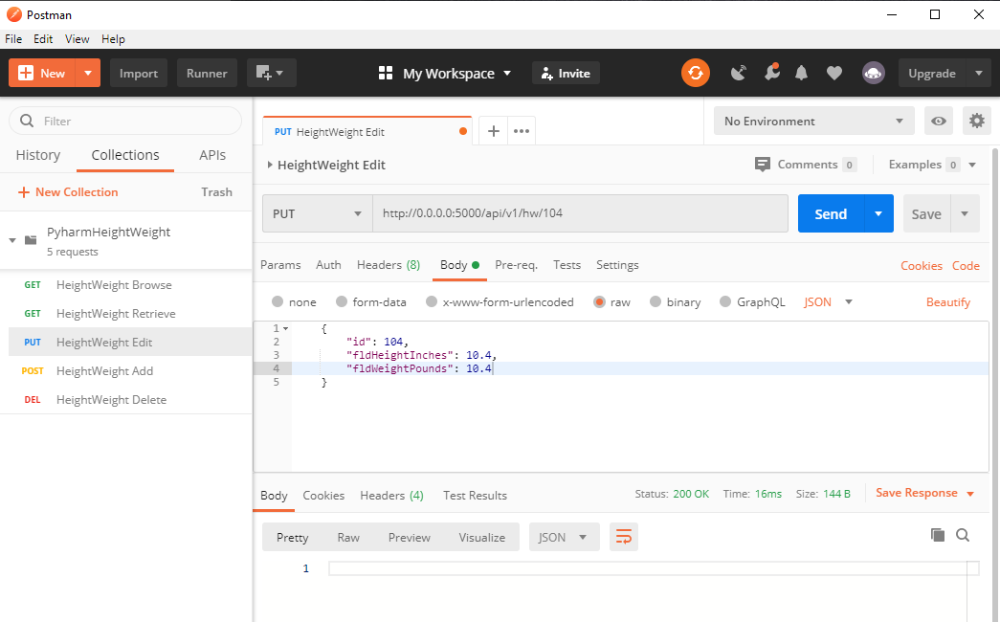 Postman
File Edit View Help
New Import Runner My Workspace Invite Upgrade
Filter
History Collections APIs
New Collection Trash
PyharmHeightWeight
5 requests
GET HeightWeight Browse
GET HeightWeight Retrieve
PUT HeightWeight Edit
POST HeightWeight Add
DEL HeightWeight Delete
PUT HeightWeight Edit
No Environment
HeightWeight Edit Comments 0 Examples 0
PUT http://0.0.0.0:5000/api/v1/hw/104 Send Save
Params Auth Headers (8) Body Pre-req. Tests Settings Cookies Code
none form-data x-www-form-urlencoded raw binary GraphQL JSON Beautify
1 {
2 "id": 104,
3 "fldHeightInches": 10.4,
4 "fldWeightPounds": 10.4
5 }
Body Cookies Headers (4) Test Results Status: 200 OK Time: 16ms Size: 144 B Save Response
Pretty Raw Preview Visualize JSON
1